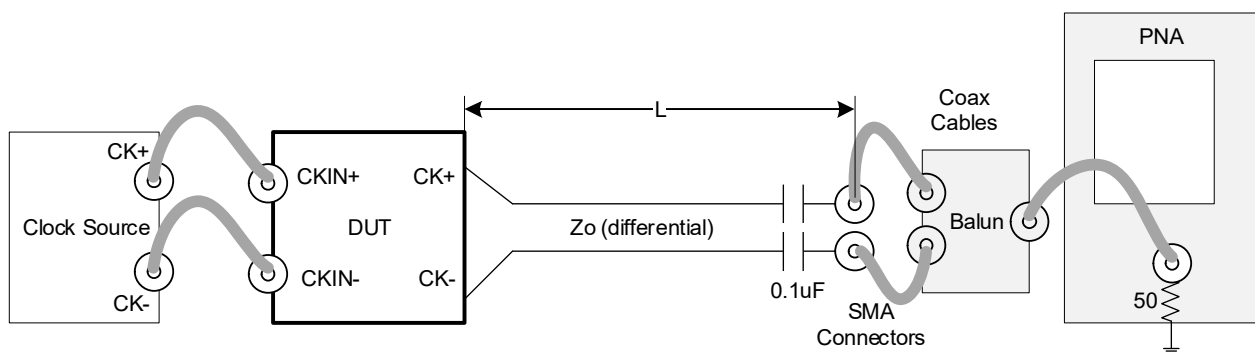 PNA
L
Coax
Cables
CK+
CKIN+
CK+
Clock Source
DUT
Zo (differential)
Balun
CKIN-
CK-
CK-
0.1uF
SMA
Connectors
50